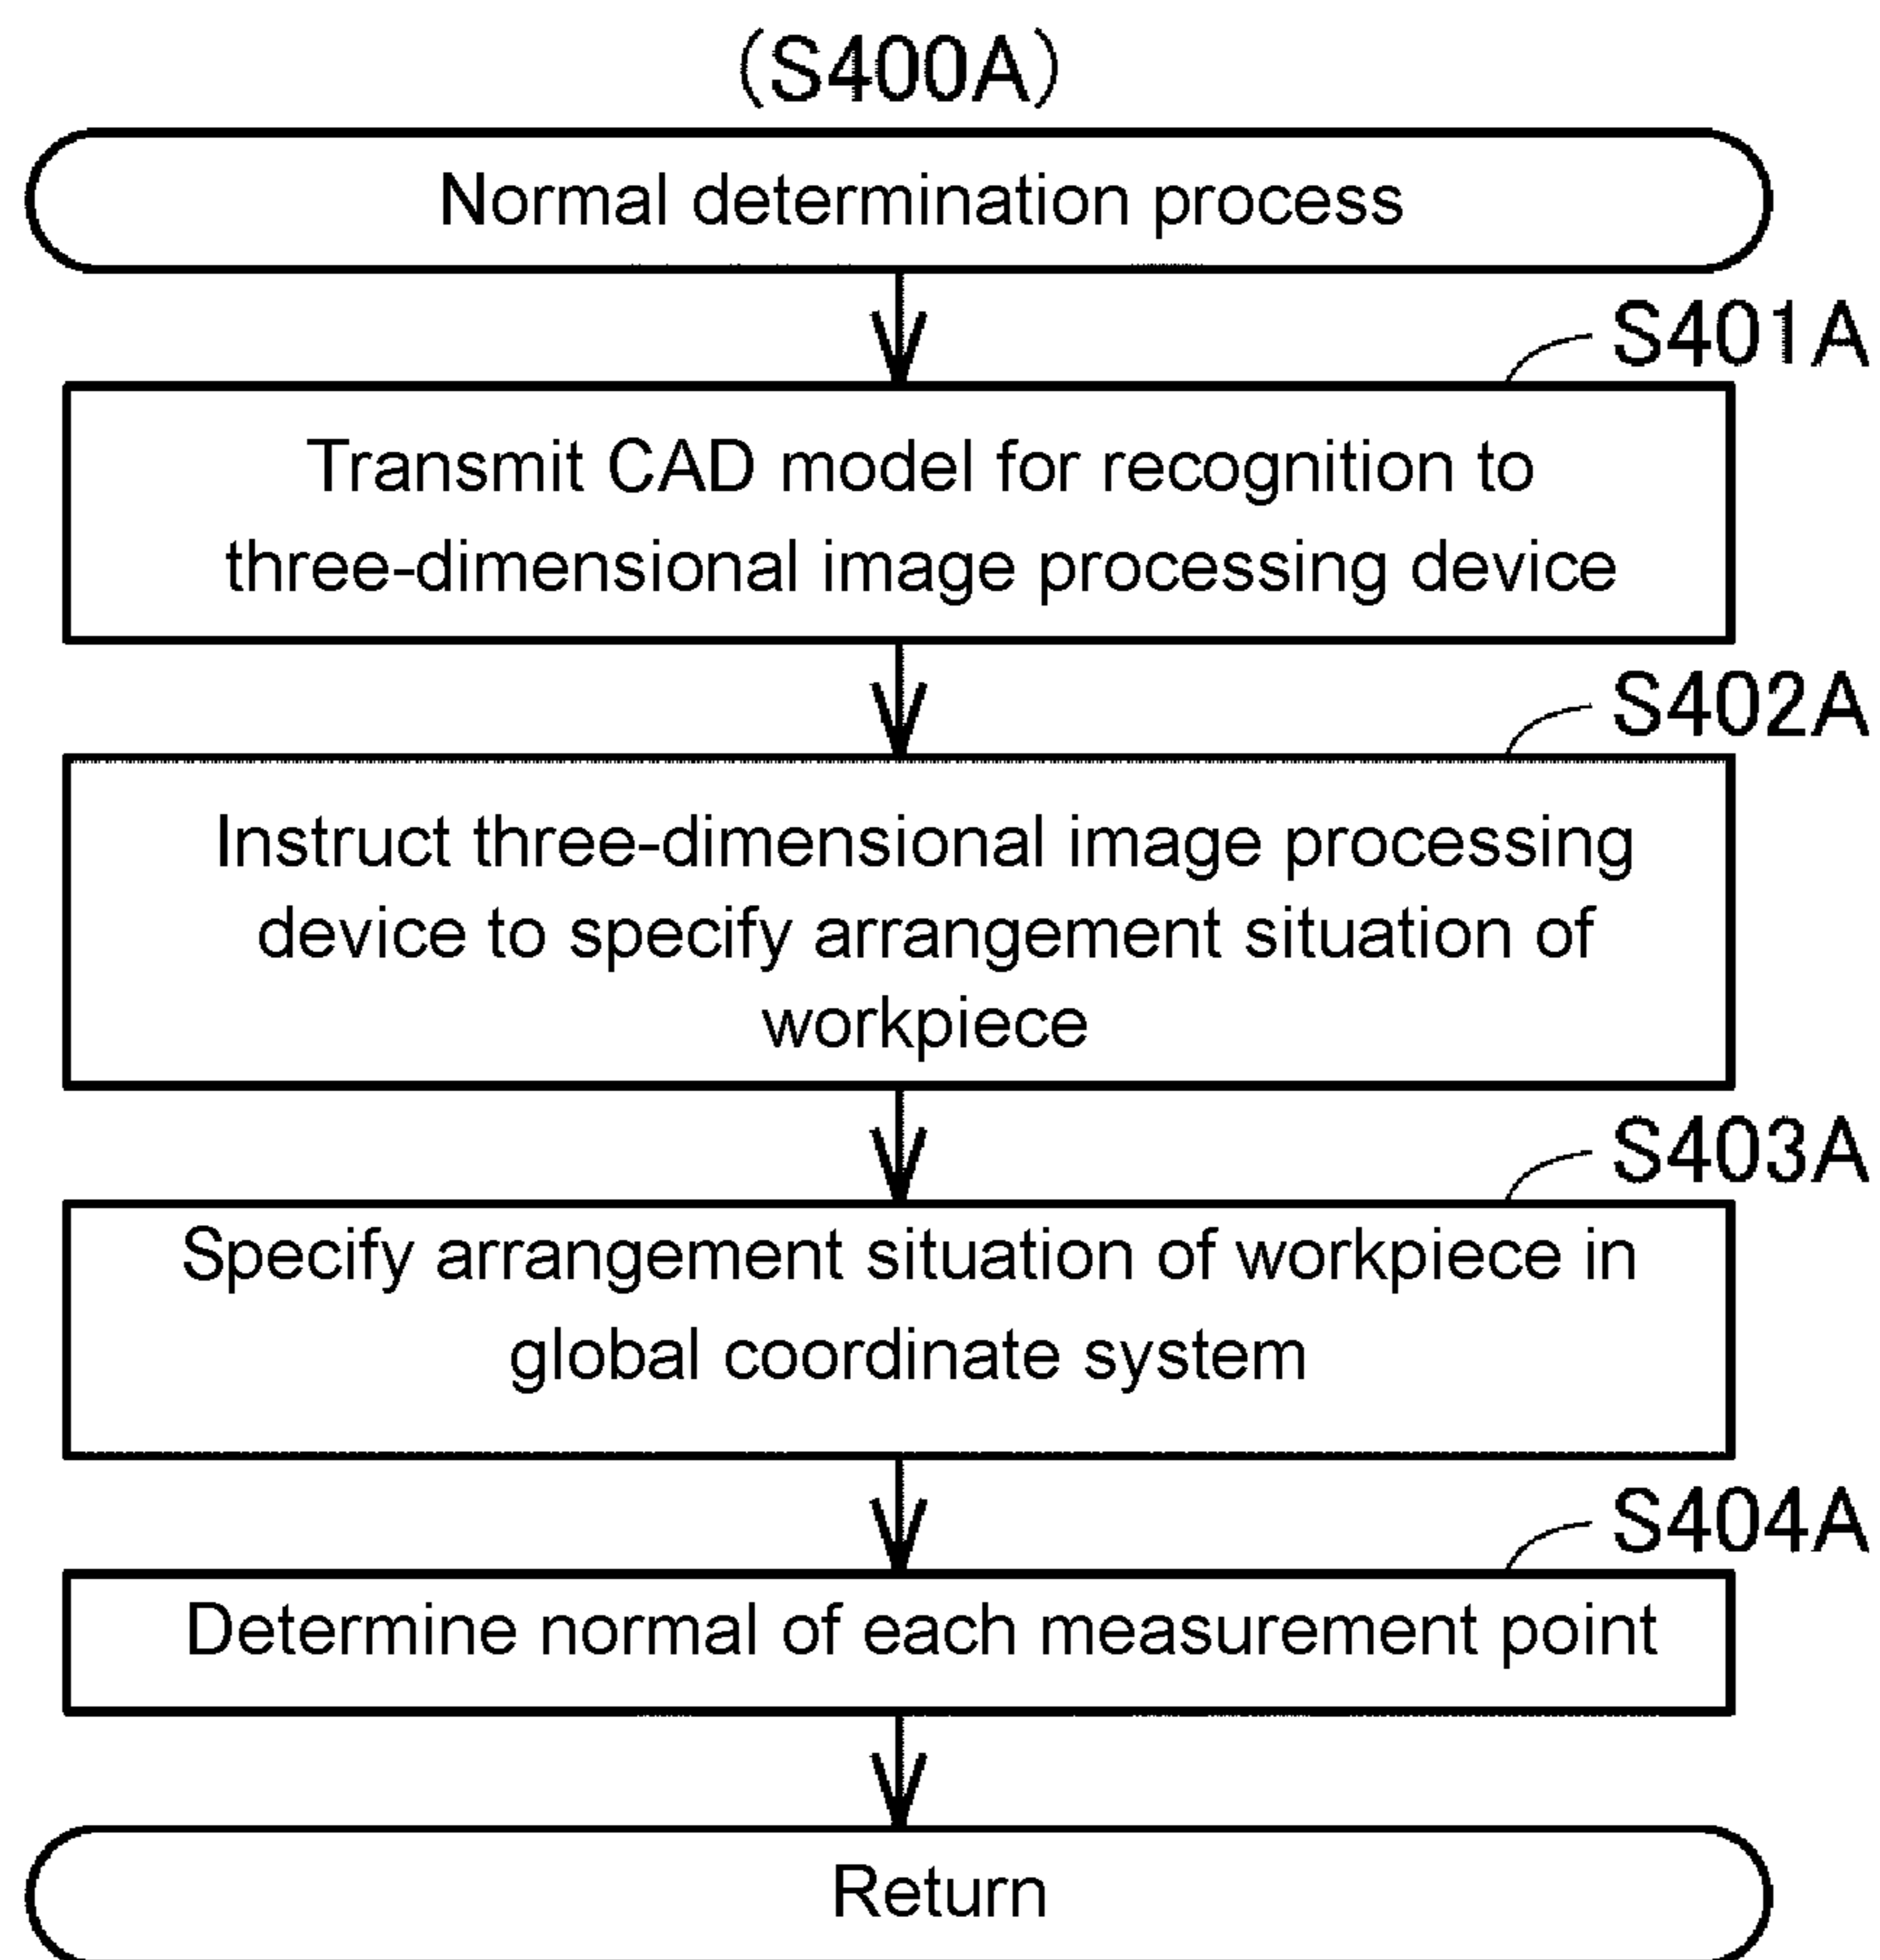 (S400A)
Normal determination process
S401A
Transmit CAD model for recognition to
three-dimensional image processing device
S402A
Instruct three-dimensional image processing
device to specify arrangement situation of
workpiece
S403A
Specify arrangement situation of workpiece in
global coordinate system
S404A
Determine normal of each measurement point
Return